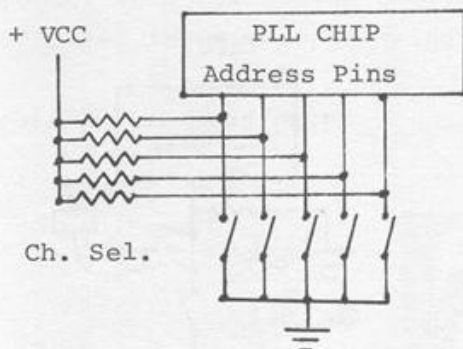 + VCC
PLL CHIP
Address Pins
Ch. Sel.